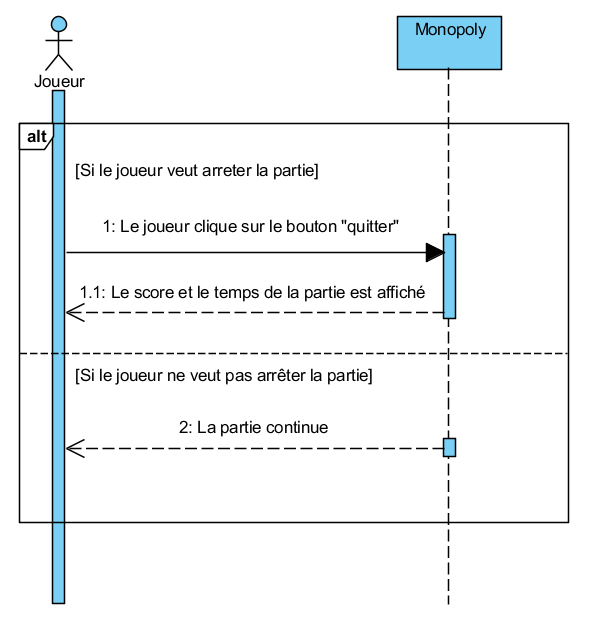 Monopoly
Joueur
alt
[Si le joueur veut arreter la partie]
1: Le joueur clique sur le bouton "quitter"
1.1: Le score et le temps de la partie est affiché
[Si le joueur ne veut pas arrêter la partie]
2: La partie continue